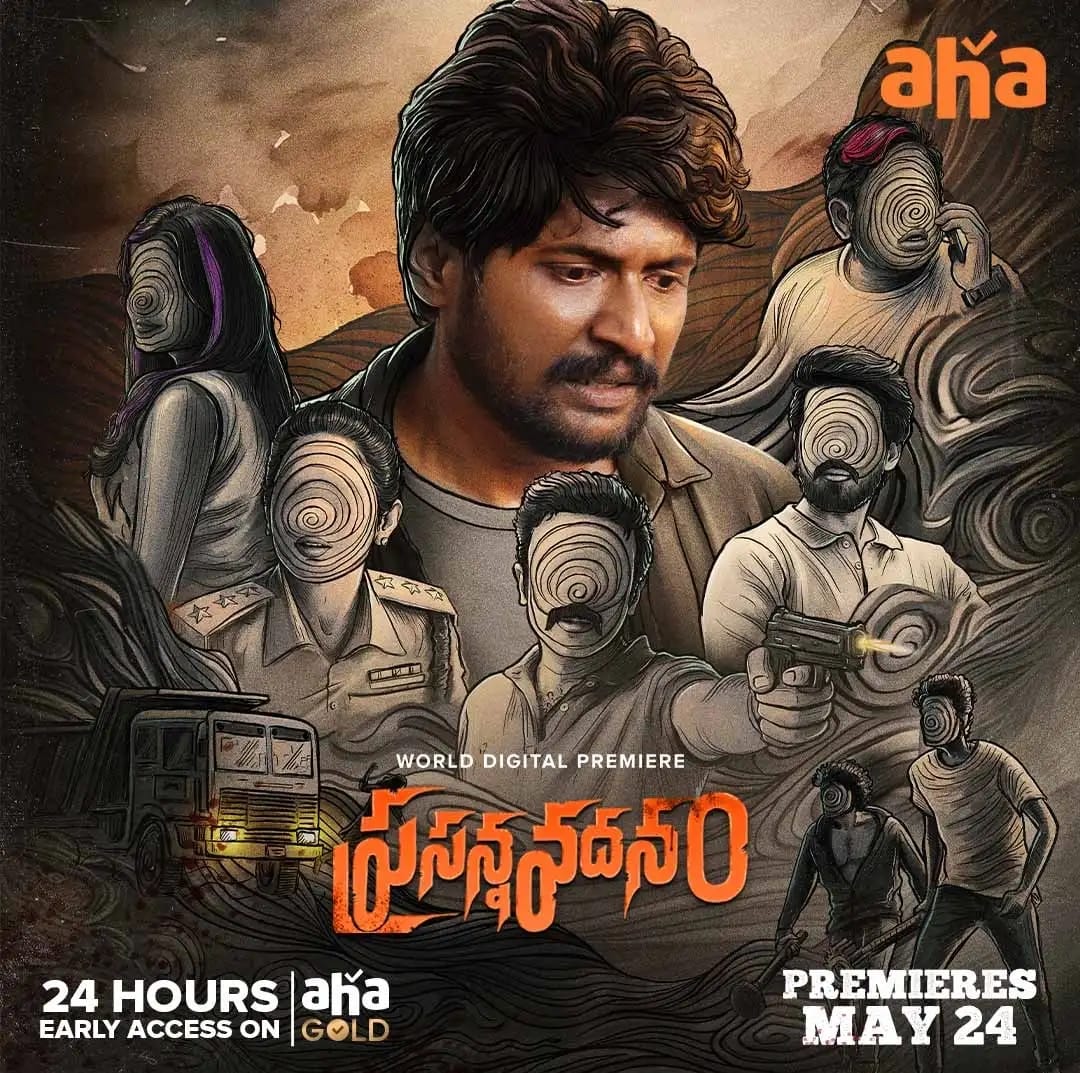 aha
WORLD DIGITAL PREMIERE
ప్రసన్నవదనం
24 HOURS
EARLY ACCESS ON
aha
GOLD
PREMIERES
MAY 24